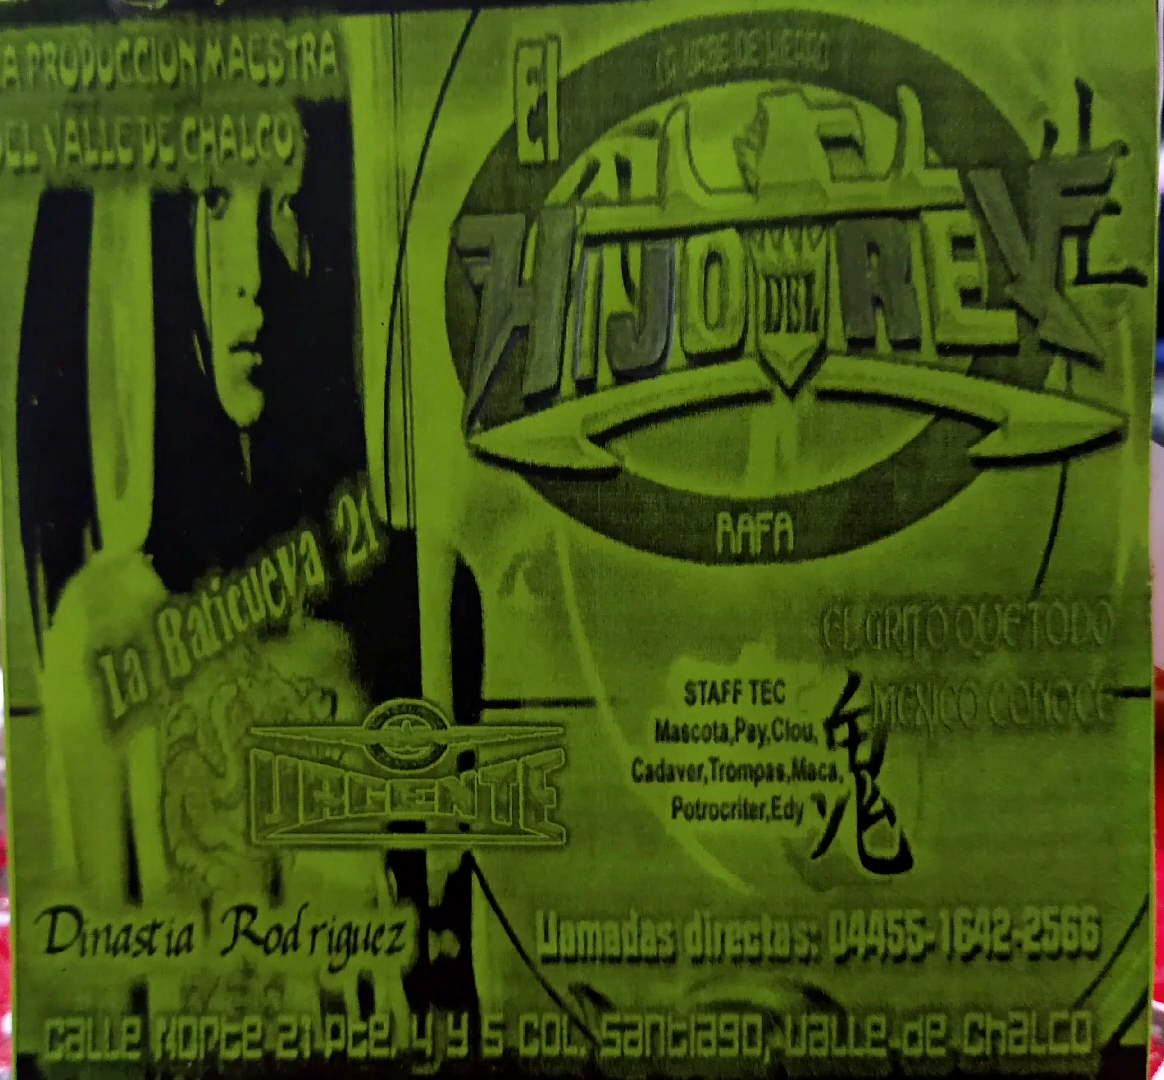 A PRODUCCION MAESTRA
DEL VALLE DE CHALCO
La Baticueva 21
URGENTE
Dinastia Rodriguez
El
HIJO DEL REY
RAFA
EL GRITO QUE TODO
MEXICO CONOCE
STAFF TEC
Mascota,Pay,Clou,
Cadaver,Trompas,Maca,
Potrocriter,Edy
鬼
Llamadas directas: 04455-1642-2566
Calle Norte 21 Pte. 4 y 5 COL. Santiago, Valle de Chalco